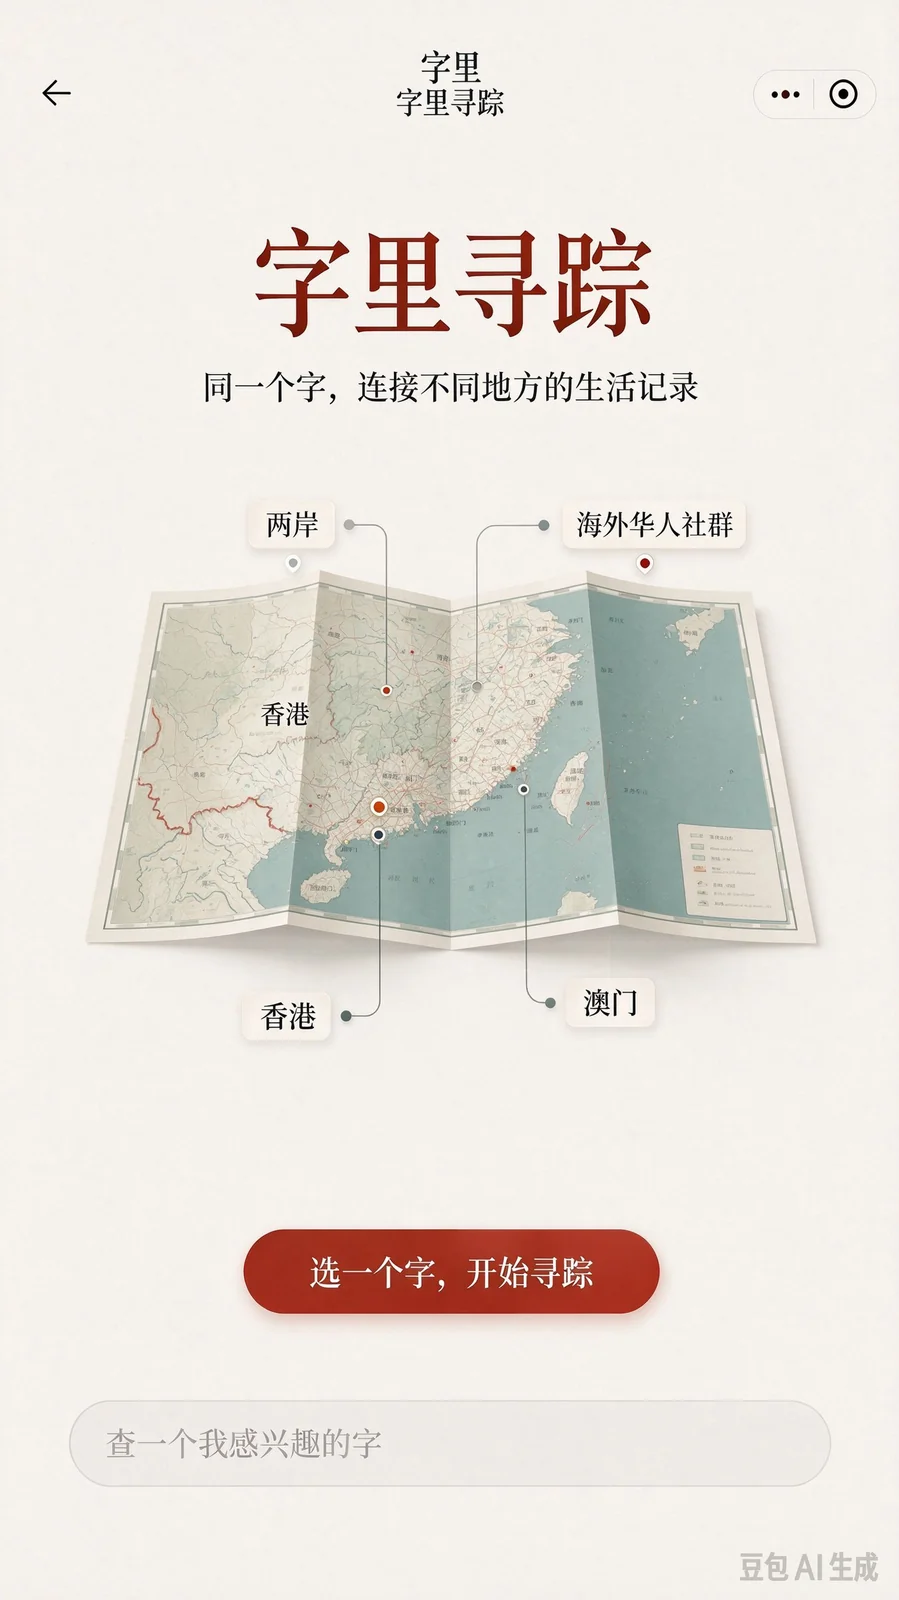 字里
字里寻踪
字里寻踪
同一个字，连接不同地方的生活记录
两岸
海外华人社群
香港
香港
澳门
选一个字，开始寻踪
查一个我感兴趣的字
豆包AI生成